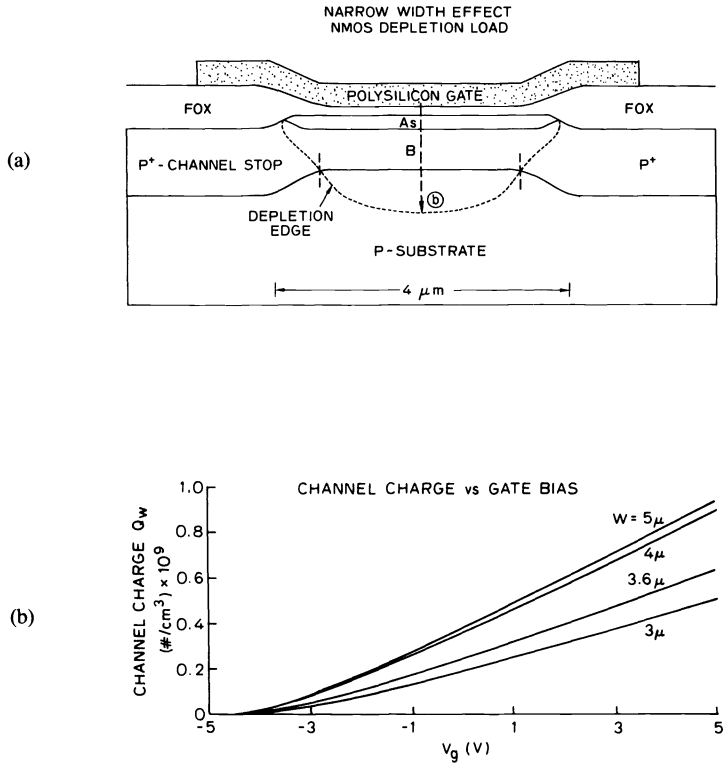 NARROW WIDTH EFFECT
NMOS DEPLETION LOAD
(a)
POLYSILICON GATE
FOX
FOX
As
B
P⁺-CHANNEL STOP
P⁺
b
DEPLETION
EDGE
P-SUBSTRATE
4 μm
(b)
CHANNEL CHARGE vs GATE BIAS
CHANNEL CHARGE Qw
(#/cm³) × 10⁹
1.0
0.8
0.6
0.4
0.2
0
W = 5μ
4μ
3.6μ
3μ
-5
-3
-1
1
3
5
Vg (V)